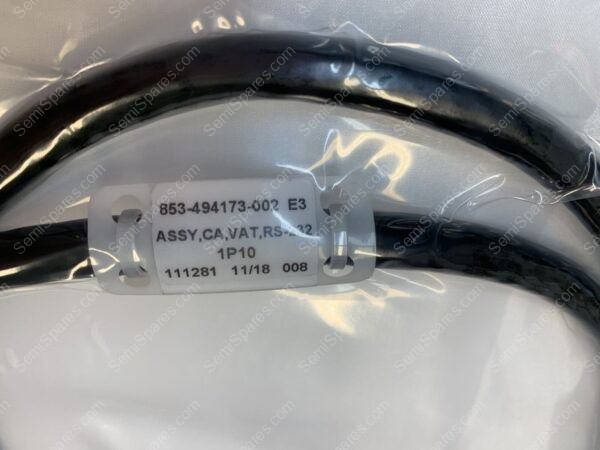 853-494173-002 E3
ASSY,CA,VAT,RS-232
1P10
111281 11/18 008
SemiSpares.com